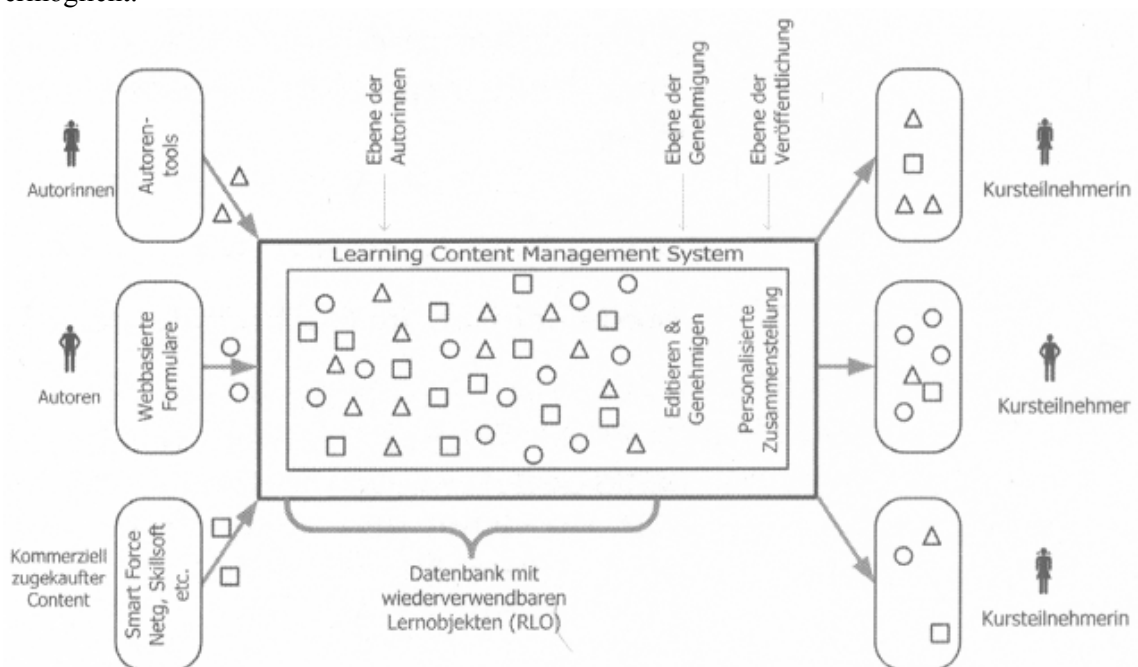 ermöglicht.
Ebene der
Autorinnen
Ebene der
Genehmigung
Ebene der
Veröffentlichung
Autorinnen
Autoren-
tools
Kursteilnehmerin
Learning Content Management System
Autoren
Webbasierte
Formulare
Editieren &
Genehmigen
Personalisierte
Zusammenstellung
Kursteilnehmer
Kommerziell
zugekaufter
Content
Smart Force
Netg, Skillsoft
etc.
Datenbank mit
wiederverwendbaren
Lernobjekten (RLO)
Kursteilnehmerin